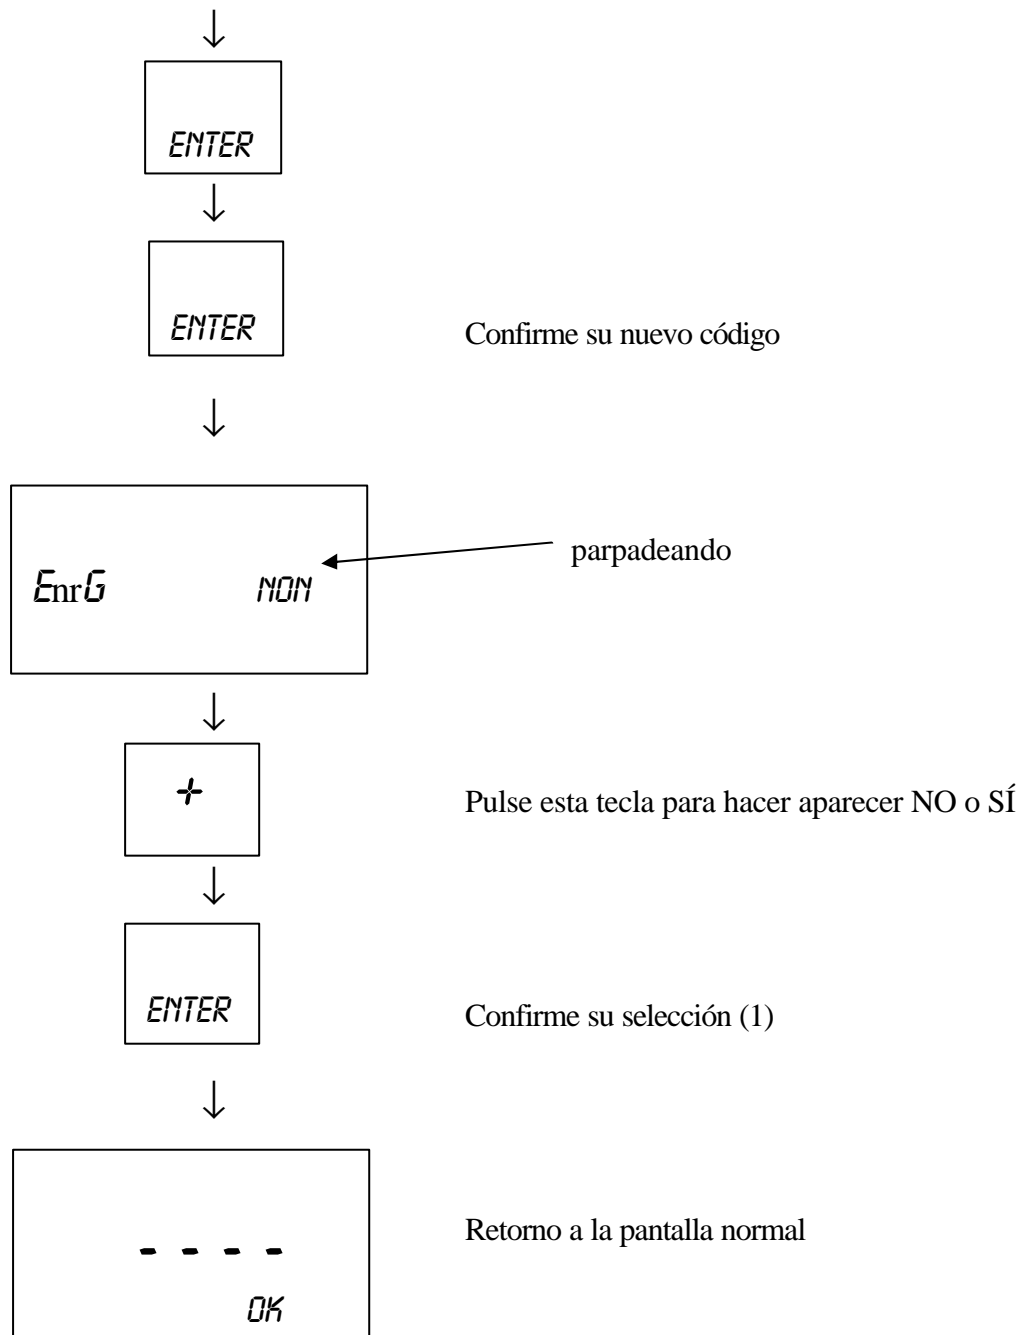 ENTER
ENTER
Confirme su nuevo código
parpadeando
EnrG NON
+
Pulse esta tecla para hacer aparecer NO o SÍ
ENTER
Confirme su selección (1)
Retorno a la pantalla normal
- - - -
OK